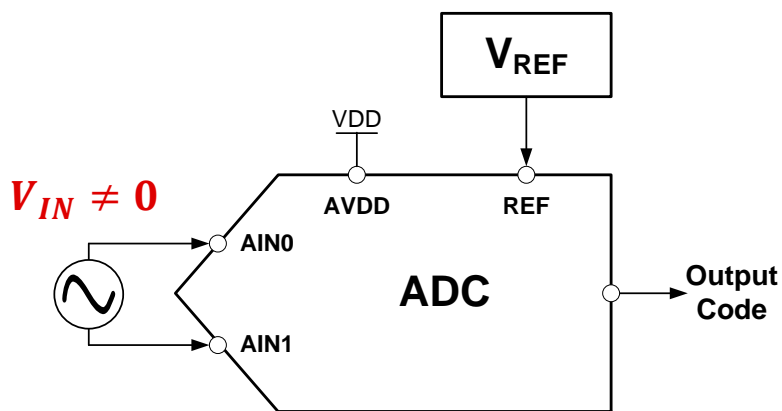 V_REF
VDD
V_IN ≠ 0
AVDD
REF
AIN0
ADC
Output
Code
AIN1